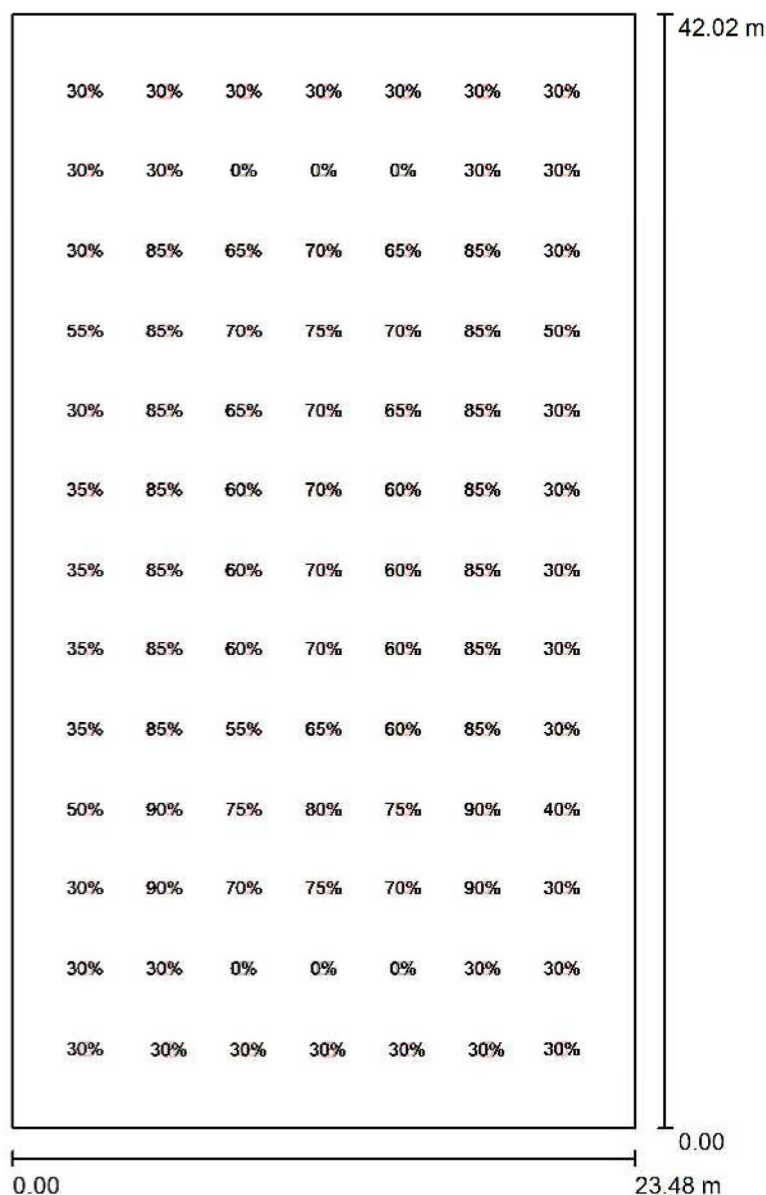 42.02 m
30% 30% 30% 30% 30% 30% 30%
30% 30% 0% 0% 0% 30% 30%
30% 85% 65% 70% 65% 85% 30%
55% 85% 70% 75% 70% 85% 50%
30% 85% 65% 70% 65% 85% 30%
35% 85% 60% 70% 60% 85% 30%
35% 85% 60% 70% 60% 85% 30%
35% 85% 60% 70% 60% 85% 30%
35% 85% 55% 65% 60% 85% 30%
50% 90% 75% 80% 75% 90% 40%
30% 90% 70% 75% 70% 90% 30%
30% 30% 0% 0% 0% 30% 30%
30% 30% 30% 30% 30% 30% 30%
0.00
0.00 23.48 m